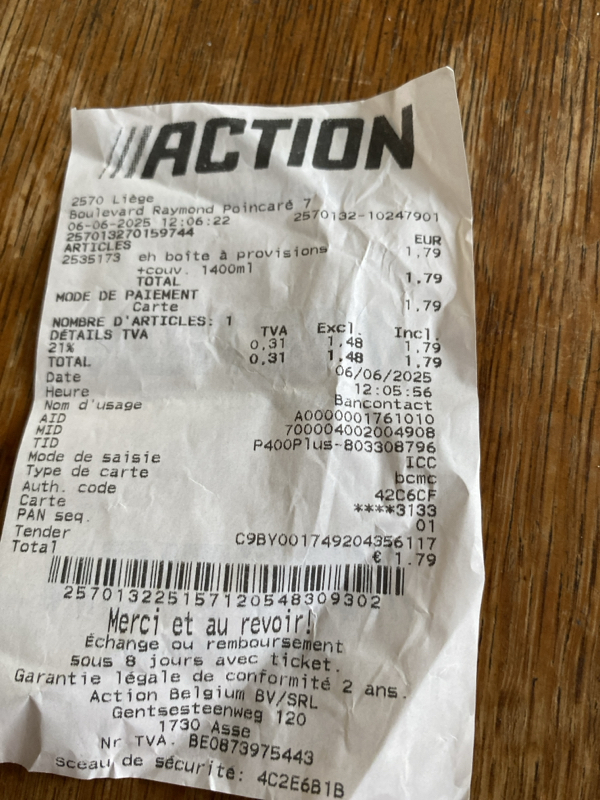 ///ACTION
2570 Liège
Boulevard Raymond Poincaré 7
06-06-2025 12:06:22 2570132-10247901
257013270159744
ARTICLES EUR
2535173 eh boîte à provisions 1,79
+couv. 1400ml
TOTAL 1,79
MODE DE PAIEMENT
Carte 1,79
NOMBRE D'ARTICLES: 1
DÉTAILS TVA TVA Excl. Incl.
21% 0,31 1,48 1,79
TOTAL 0,31 1,48 1,79
Date 06/06/2025
Heure 12:05:56
Nom d'usage Bancontact
AID A0000001761010
MID 700004002004908
TID P400Plus-803308796
Mode de saisie ICC
Type de carte bcmc
Auth. code 42C6CF
Carte ****3133
PAN seq. 01
Tender C9BY001749204356117
Total € 1.79
2570132251571205483 09302
Merci et au revoir!
Échange ou remboursement
sous 8 jours avec ticket.
Garantie légale de conformité 2 ans.
Action Belgium BV/SRL
Gentsesteenweg 120
1730 Asse
Nr TVA. BE0873975443
sceau de sécurité: 4C2E6B1B